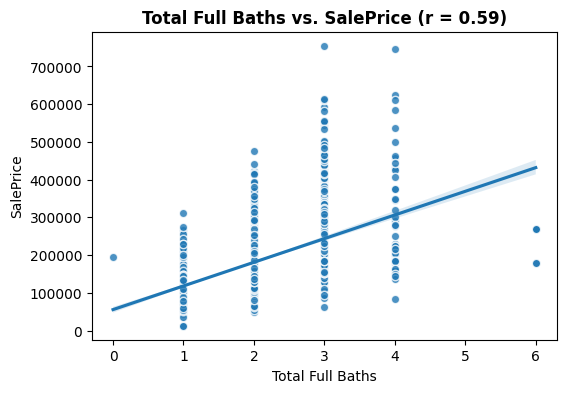 Total Full Baths vs. SalePrice (r = 0.59)
SalePrice
700000
600000
500000
400000
300000
200000
100000
0
0 1 2 3 4 5 6
Total Full Baths